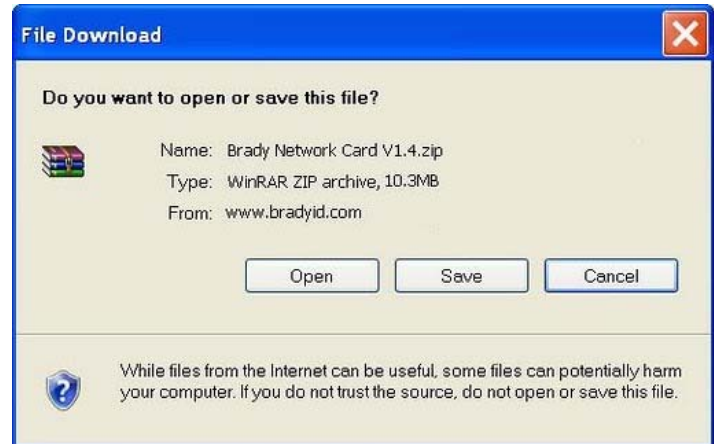 File Download
Do you want to open or save this file?
Name: Brady Network Card V1.4.zip
Type: WinRAR ZIP archive, 10.3MB
From: www.bradyid.com
Open Save Cancel
While files from the Internet can be useful, some files can potentially harm
your computer. If you do not trust the source, do not open or save this file.